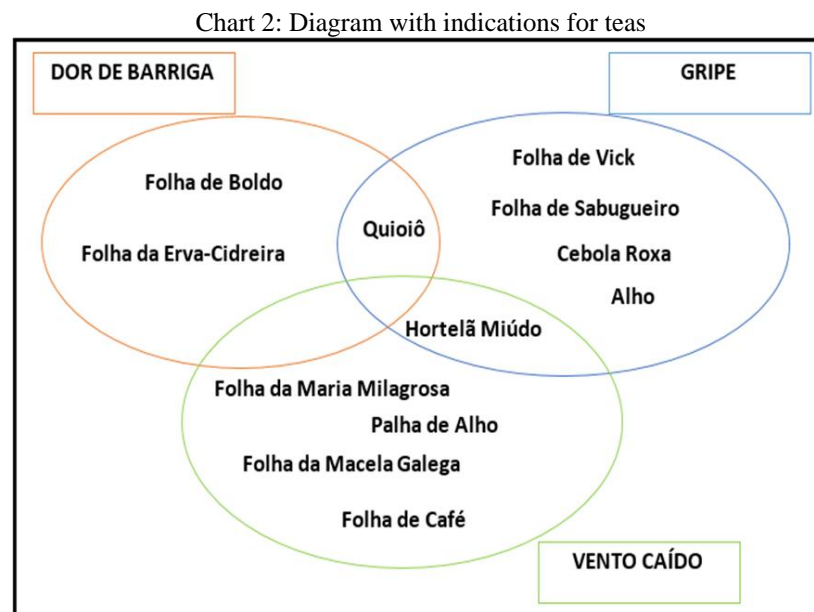 Chart 2: Diagram with indications for teas
DOR DE BARRIGA
GRIPE
Folha de Boldo
Folha da Erva-Cidreira
Quioiô
Folha de Vick
Folha de Sabugueiro
Cebola Roxa
Alho
Hortelã Miúdo
Folha da Maria Milagrosa
Palha de Alho
Folha da Macela Galega
Folha de Café
VENTO CAÍDO